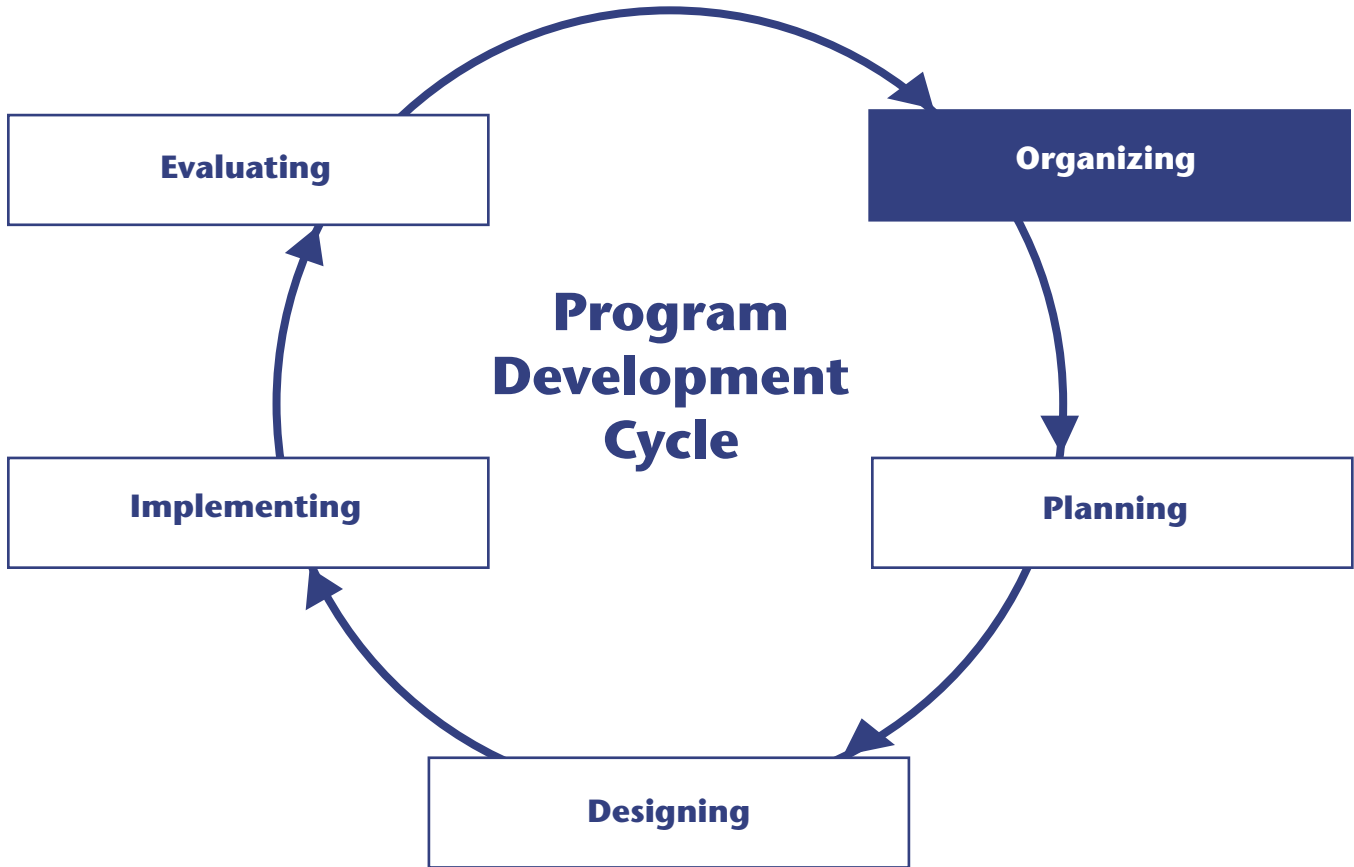 Evaluating
Organizing
Program
Development
Cycle
Implementing
Planning
Designing